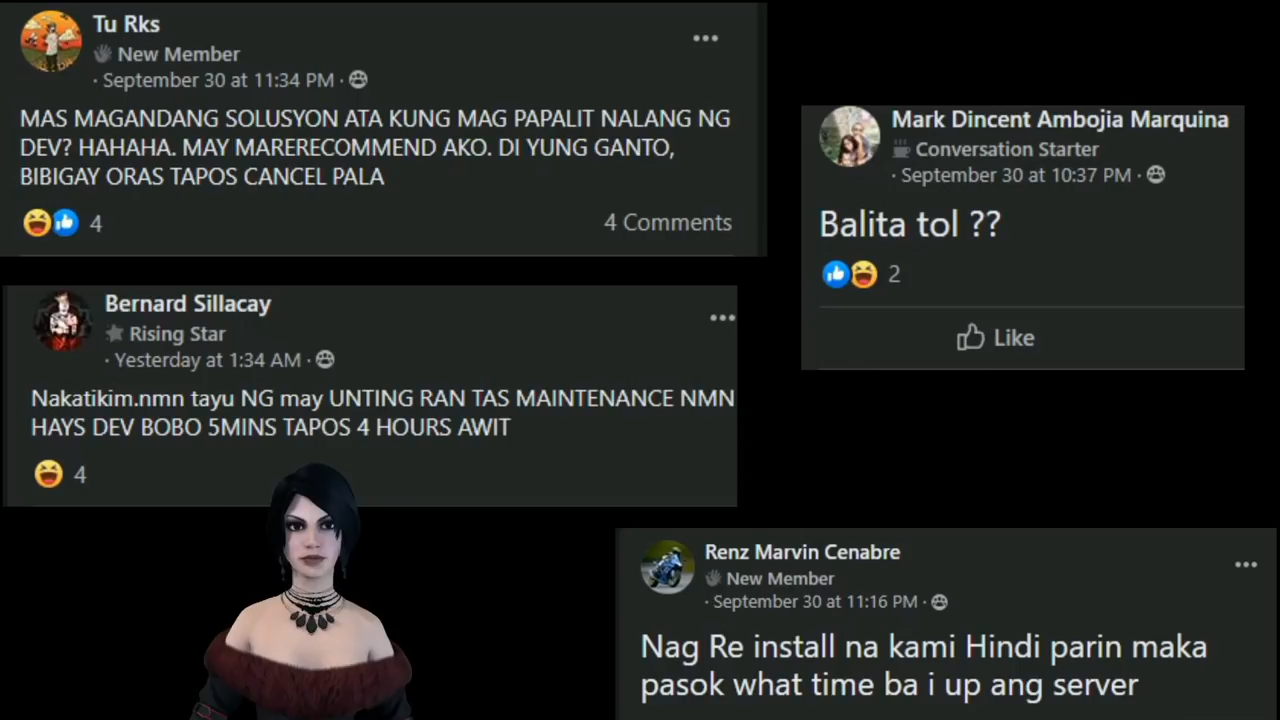 Tu Rks
New Member
· September 30 at 11:34 PM ·
MAS MAGANDANG SOLUSYON ATA KUNG MAG PAPALIT NALANG NG
DEV? HAHAHA. MAY MARERECOMMEND AKO. DI YUNG GANTO,
BIBIGAY ORAS TAPOS CANCEL PALA
4
4 Comments
Mark Dincent Ambojia Marquina
Conversation Starter
· September 30 at 10:37 PM ·
Balita tol ??
2
Like
Bernard Sillacay
Rising Star
· Yesterday at 1:34 AM ·
Nakatikim.nmn tayu NG may UNTING RAN TAS MAINTENANCE NMN
HAYS DEV BOBO 5MINS TAPOS 4 HOURS AWIT
4
Renz Marvin Cenabre
New Member
· September 30 at 11:16 PM ·
Nag Re install na kami Hindi parin maka
pasok what time ba i up ang server